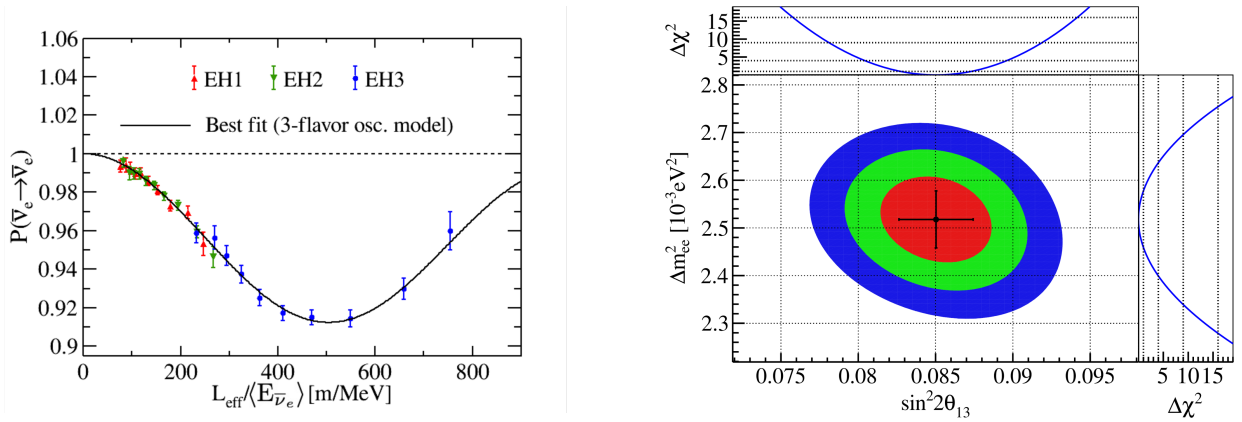 1.06
1.04
1.02
1
0.98
0.96
0.94
0.92
0.9
P(ν̅ₑ→ν̅ₑ)
EH1 EH2 EH3
Best fit (3-flavor osc. model)
0 200 400 600 800
L_eff/⟨E_ν̅ₑ⟩ [m/MeV]
Δχ²
15
10
5
Δm²ₑₑ [10⁻³eV²]
2.8
2.7
2.6
2.5
2.4
2.3
0.075 0.08 0.085 0.09 0.095
sin²2θ₁₃
5 10 15
Δχ²